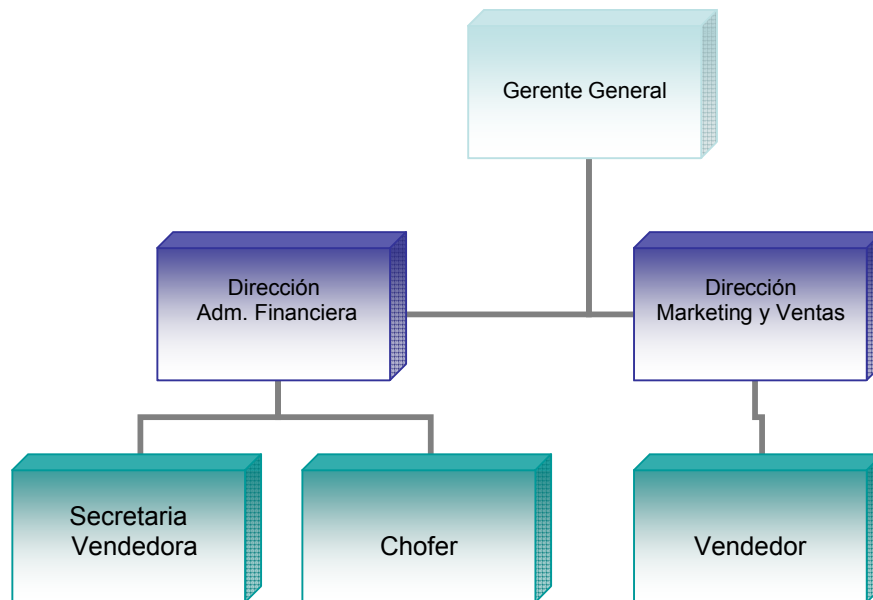 Gerente General
Dirección
Adm. Financiera
Dirección
Marketing y Ventas
Secretaria
Vendedora
Chofer
Vendedor